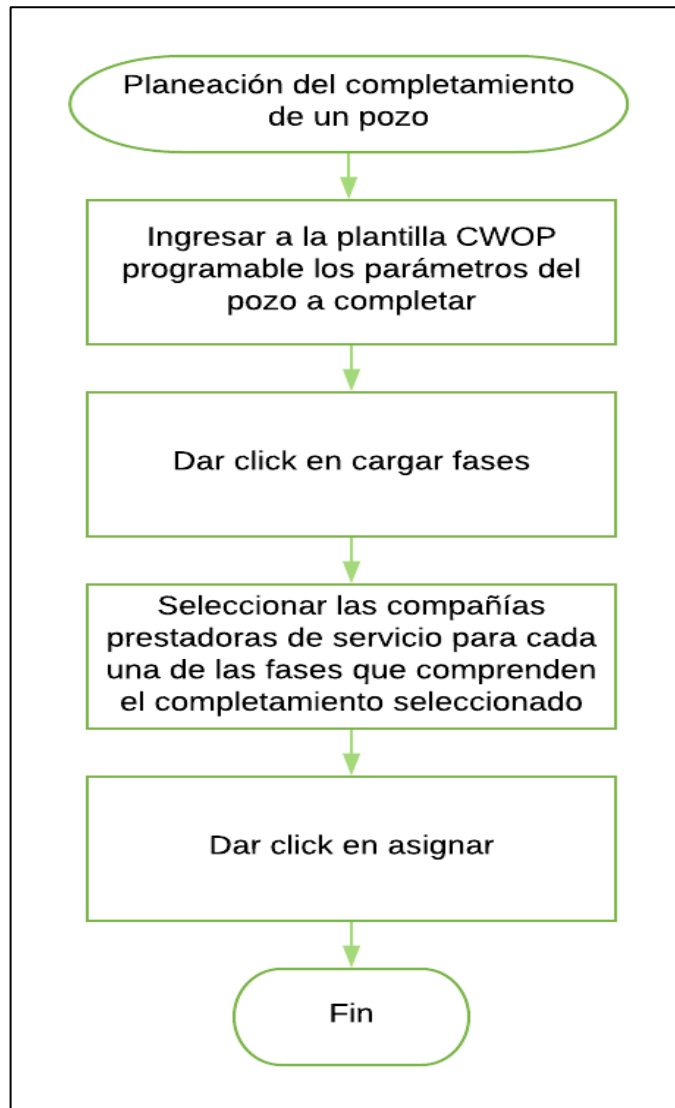 Planeación del completamiento
de un pozo
Ingresar a la plantilla CWOP
programable los parámetros del
pozo a completar
Dar click en cargar fases
Seleccionar las compañías
prestadoras de servicio para cada
una de las fases que comprenden
el completamiento seleccionado
Dar click en asignar
Fin